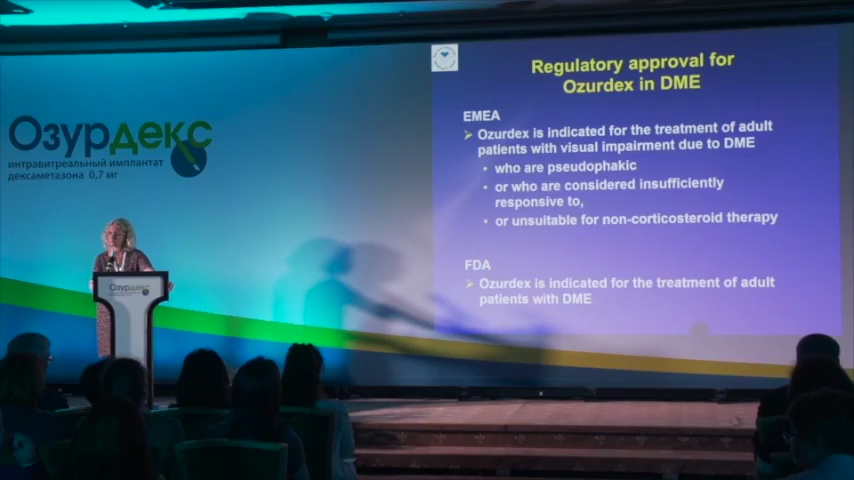 Озурдекс
интравитреальный имплантат
дексаметазона 0,7 мг
Regulatory approval for
Ozurdex in DME
EMEA
➢ Ozurdex is indicated for the treatment of adult
patients with visual impairment due to DME
• who are pseudophakic
• or who are considered insufficiently
responsive to,
• or unsuitable for non-corticosteroid therapy
FDA
➢ Ozurdex is indicated for the treatment of adult
patients with DME
Озурдекс